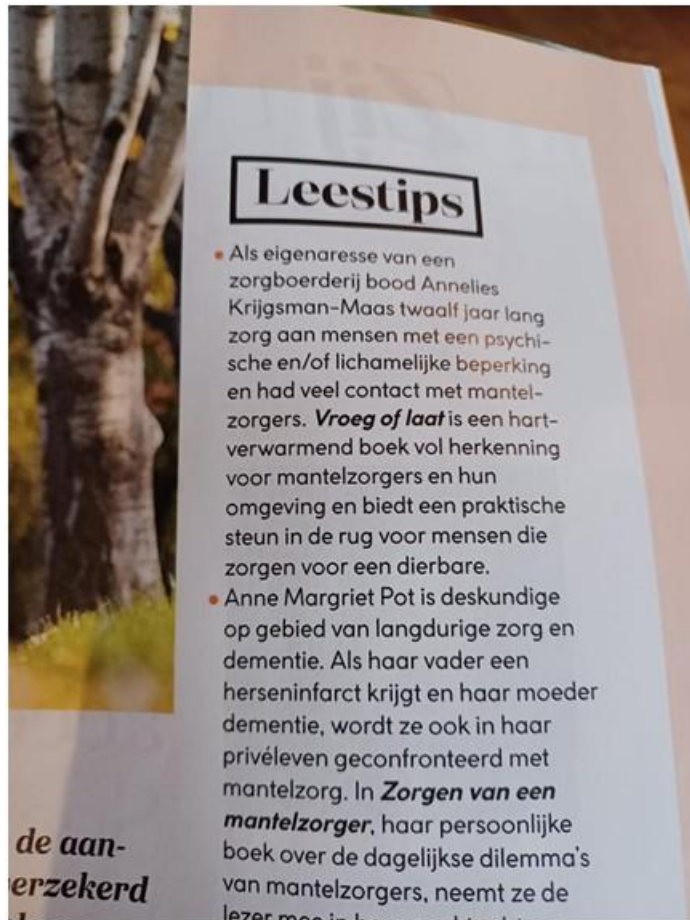 Leestips
• Als eigenaresse van een
zorgboerderij bood Annelies
Krijgsman-Maas twaalf jaar lang
zorg aan mensen met een psychi-
sche en/of lichamelijke beperking
en had veel contact met mantel-
zorgers. Vroeg of laat is een hart-
verwarmend boek vol herkenning
voor mantelzorgers en hun
omgeving en biedt een praktische
steun in de rug voor mensen die
zorgen voor een dierbare.
• Anne Margriet Pot is deskundige
op gebied van langdurige zorg en
dementie. Als haar vader een
herseninfarct krijgt en haar moeder
dementie, wordt ze ook in haar
privéleven geconfronteerd met
mantelzorg. In Zorgen van een
mantelzorger, haar persoonlijke
boek over de dagelijkse dilemma's
van mantelzorgers, neemt ze de
lezer mee in
de aan-
erzekerd